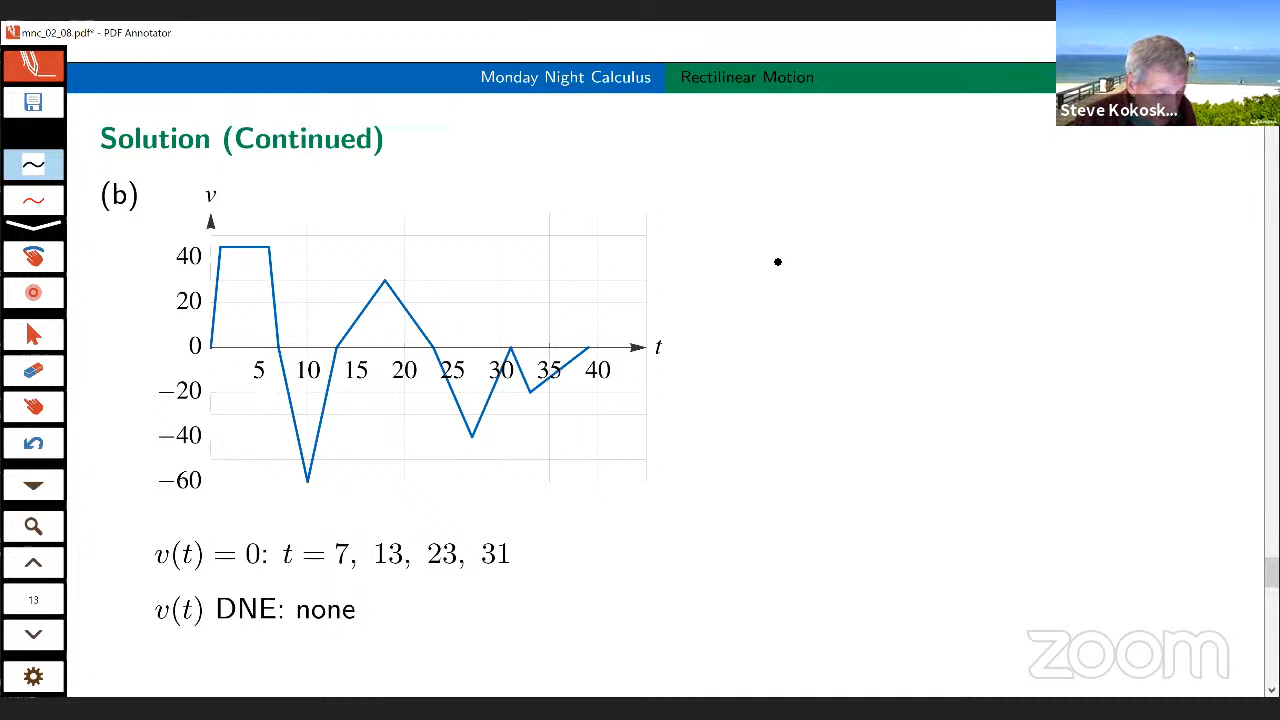 mnc_02_08.pdf* - PDF Annotator
Monday Night Calculus Rectilinear Motion
Steve Kokosk...
Solution (Continued)
(b)
v
40
20
0
−20
−40
−60
5 10 15 20 25 30 35 40 t
v(t) = 0: t = 7, 13, 23, 31
v(t) DNE: none
13
zoom